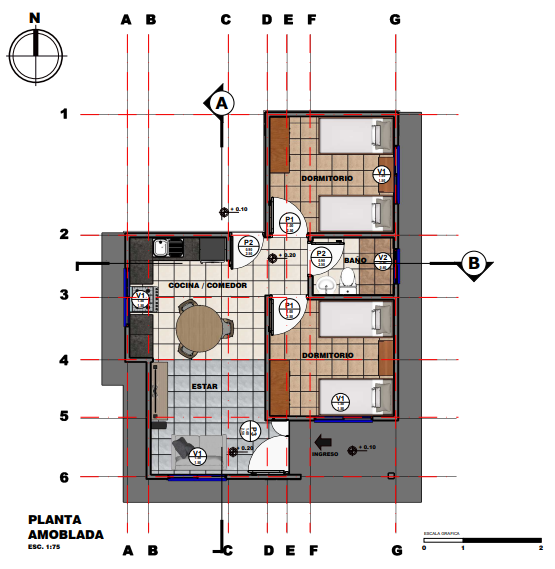 N
A B C D E F G
A
1
DORMITORIO
V1
+ 0.10
P1
2
P2
P2
BAÑO
V2
+ 0.20
B
COCINA / COMEDOR
3
V1
P1
DORMITORIO
4
ESTAR
V1
5
+ 0.20
V1
INGRESO
+ 0.10
6
PLANTA
AMOBLADA
ESC. 1:75
A B C D E F G
ESCALA GRAFICA
0 1 2